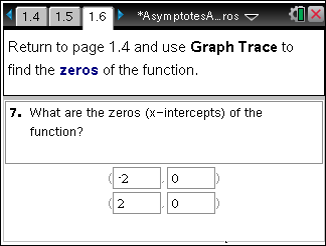 1.4 1.5 1.6 *AsymptotesA...ros
Return to page 1.4 and use Graph Trace to
find the zeros of the function.
7. What are the zeros (x-intercepts) of the
function?
(-2, 0)
(2, 0)